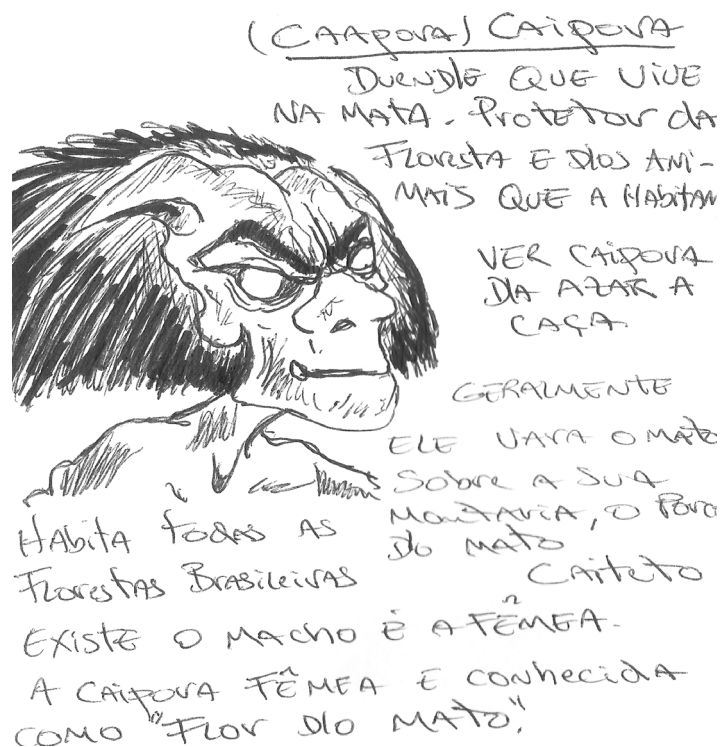 (CAAPORA) CAIPORA
DUENDE QUE VIVE
NA MATA. PROTETOR DA
FLORESTA E DOS ANI-
MAIS QUE A HABITAM
VER CAIPORA
DA AZAR A
CAÇA.
GERALMENTE
ELE VARA O MATO
SOBRE A SUA
MONTARIA, O PORCO
DO MATO
CAITETO
HABITA TODAS AS
FLORESTAS BRASILEIRAS
EXISTE O MACHO E A FÊMEA.
A CAIPORA FÊMEA E CONHECIDA
COMO "FLOR DO MATO".